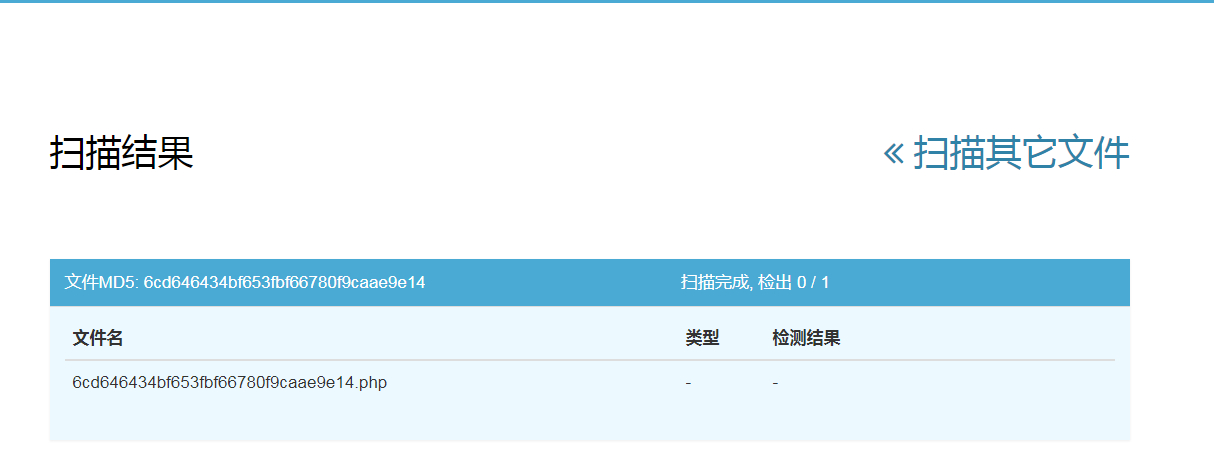 扫描结果
« 扫描其它文件
文件MD5: 6cd646434bf653fbf66780f9caae9e14
扫描完成, 检出 0 / 1
文件名 类型 检测结果
6cd646434bf653fbf66780f9caae9e14.php - -